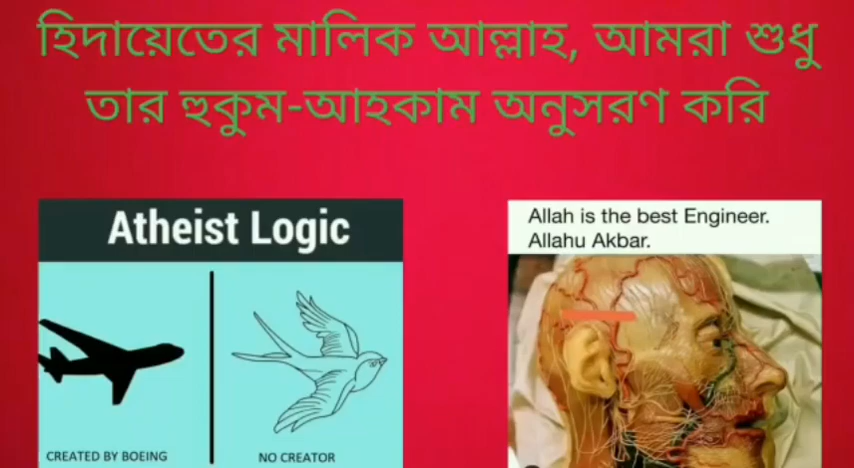 হিদায়েতের মালিক আল্লাহ, আমরা শুধু
তার হুকুম-আহকাম অনুসরণ করি
Atheist Logic
CREATED BY BOEING
NO CREATOR
Allah is the best Engineer.
Allahu Akbar.